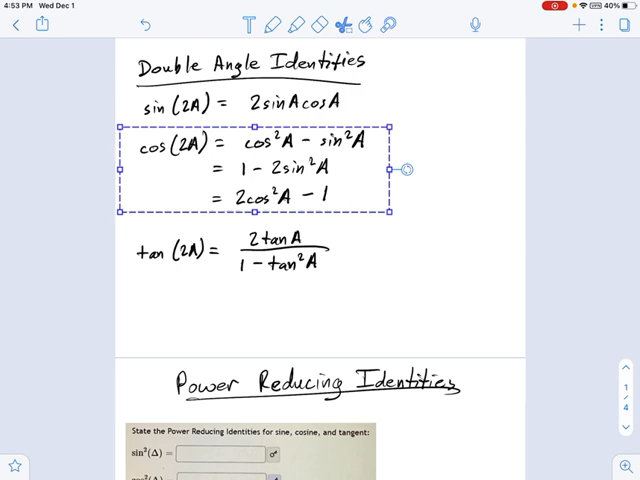 4:53 PM Wed Dec 1
40%
Double Angle Identities
sin(2A) = 2sinAcosA
cos(2A) = cos²A - sin²A
= 1 - 2sin²A
= 2cos²A - 1
tan(2A) = 2tanA / 1 - tan²A
1/4
Power Reducing Identities
State the Power Reducing Identities for sine, cosine, and tangent:
sin²(Δ) =